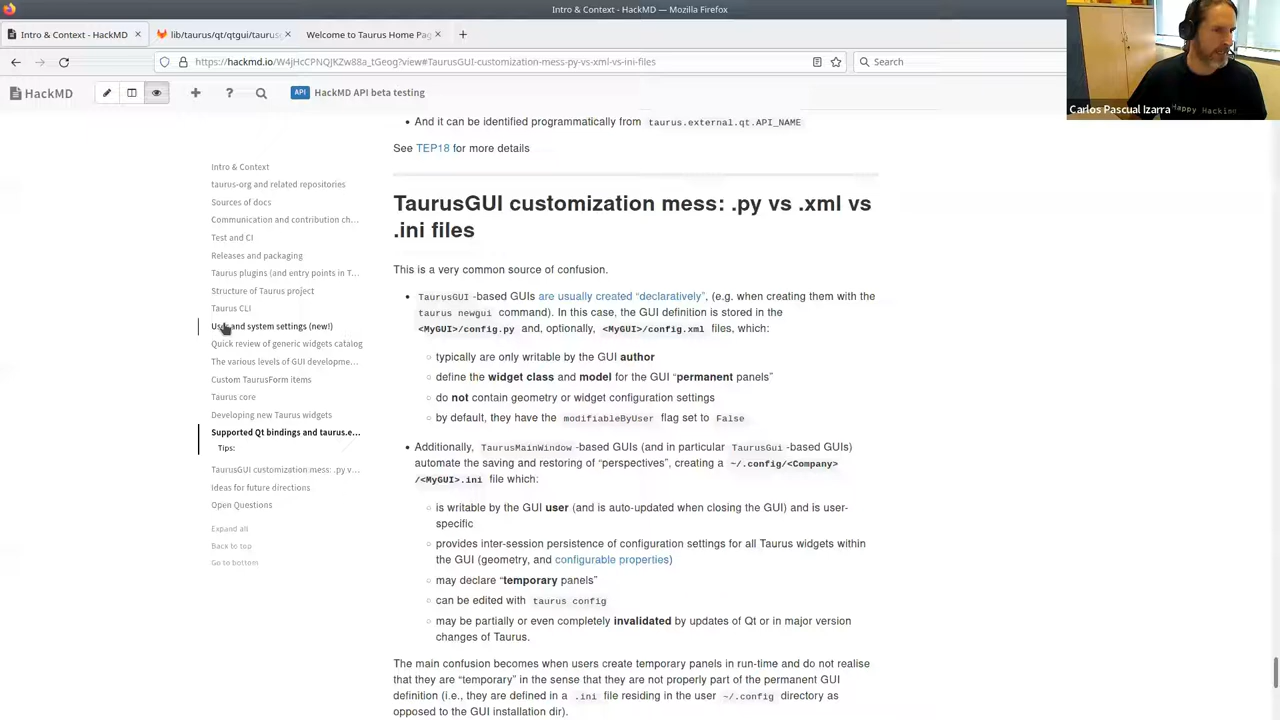 Intro & Context - HackMD — Mozilla Firefox
Intro & Context - HackMD
lib/taurus/qt/qtgui/taurusg
Welcome to Taurus Home Pag
https://hackmd.io/W4jHcCPNQJKZw88a_tGeog?view#TaurusGUI-customization-mess-py-vs-xml-vs-ini-files
Search
HackMD
API HackMD API beta testing
Carlos Pascual Izarra
Happy Hacking
Intro & Context
taurus-org and related repositories
Sources of docs
Communication and contribution ch...
Test and CI
Releases and packaging
Taurus plugins (and entry points in T...
Structure of Taurus project
Taurus CLI
User and system settings (new!)
Quick review of generic widgets catalog
The various levels of GUI developme...
Custom TaurusForm items
Taurus core
Developing new Taurus widgets
Supported Qt bindings and taurus.e...
Tips:
TaurusGUI customization mess: .py v...
Ideas for future directions
Open Questions
Expand all
Back to top
Go to bottom
• And it can be identified programmatically from taurus.external.qt.API_NAME
See TEP18 for more details
TaurusGUI customization mess: .py vs .xml vs
.ini files
This is a very common source of confusion.
• TaurusGUI -based GUIs are usually created “declaratively”, (e.g. when creating them with the
taurus newgui command). In this case, the GUI definition is stored in the
<MyGUI>/config.py and, optionally, <MyGUI>/config.xml files, which:
○ typically are only writable by the GUI author
○ define the widget class and model for the GUI “permanent panels”
○ do not contain geometry or widget configuration settings
○ by default, they have the modifiableByUser flag set to False
• Additionally, TaurusMainWindow -based GUIs (and in particular TaurusGui -based GUIs)
automate the saving and restoring of “perspectives”, creating a ~/.config/<Company>
/<MyGUI>.ini file which:
○ is writable by the GUI user (and is auto-updated when closing the GUI) and is user-
specific
○ provides inter-session persistence of configuration settings for all Taurus widgets within
the GUI (geometry, and configurable properties)
○ may declare “temporary panels”
○ can be edited with taurus config
○ may be partially or even completely invalidated by updates of Qt or in major version
changes of Taurus.
The main confusion becomes when users create temporary panels in run-time and do not realise
that they are “temporary” in the sense that they are not properly part of the permanent GUI
definition (i.e., they are defined in a .ini file residing in the user ~/.config directory as
opposed to the GUI installation dir).